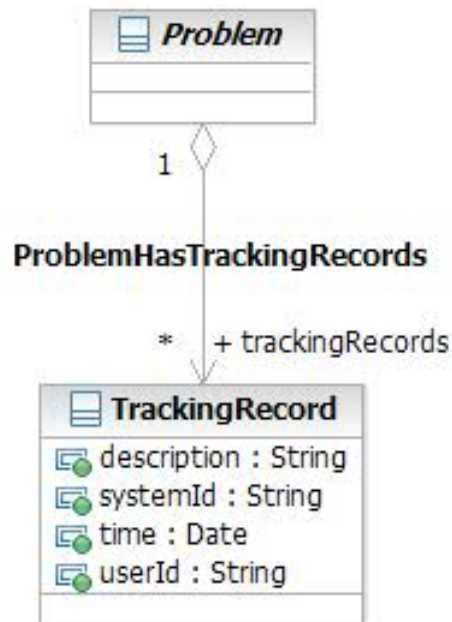 Problem
1
ProblemHasTrackingRecords
* + trackingRecords
TrackingRecord
description : String
systemId : String
time : Date
userId : String